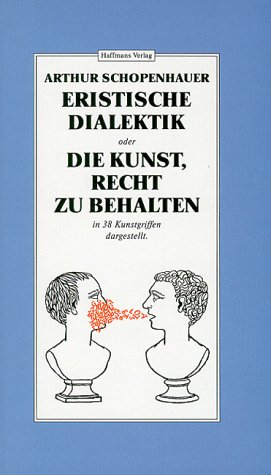 Haffmans Verlag
ARTHUR SCHOPENHAUER
ERISTISCHE
DIALEKTIK
oder
DIE KUNST,
RECHT
ZU BEHALTEN
in 38 Kunstgriffen
dargestellt.